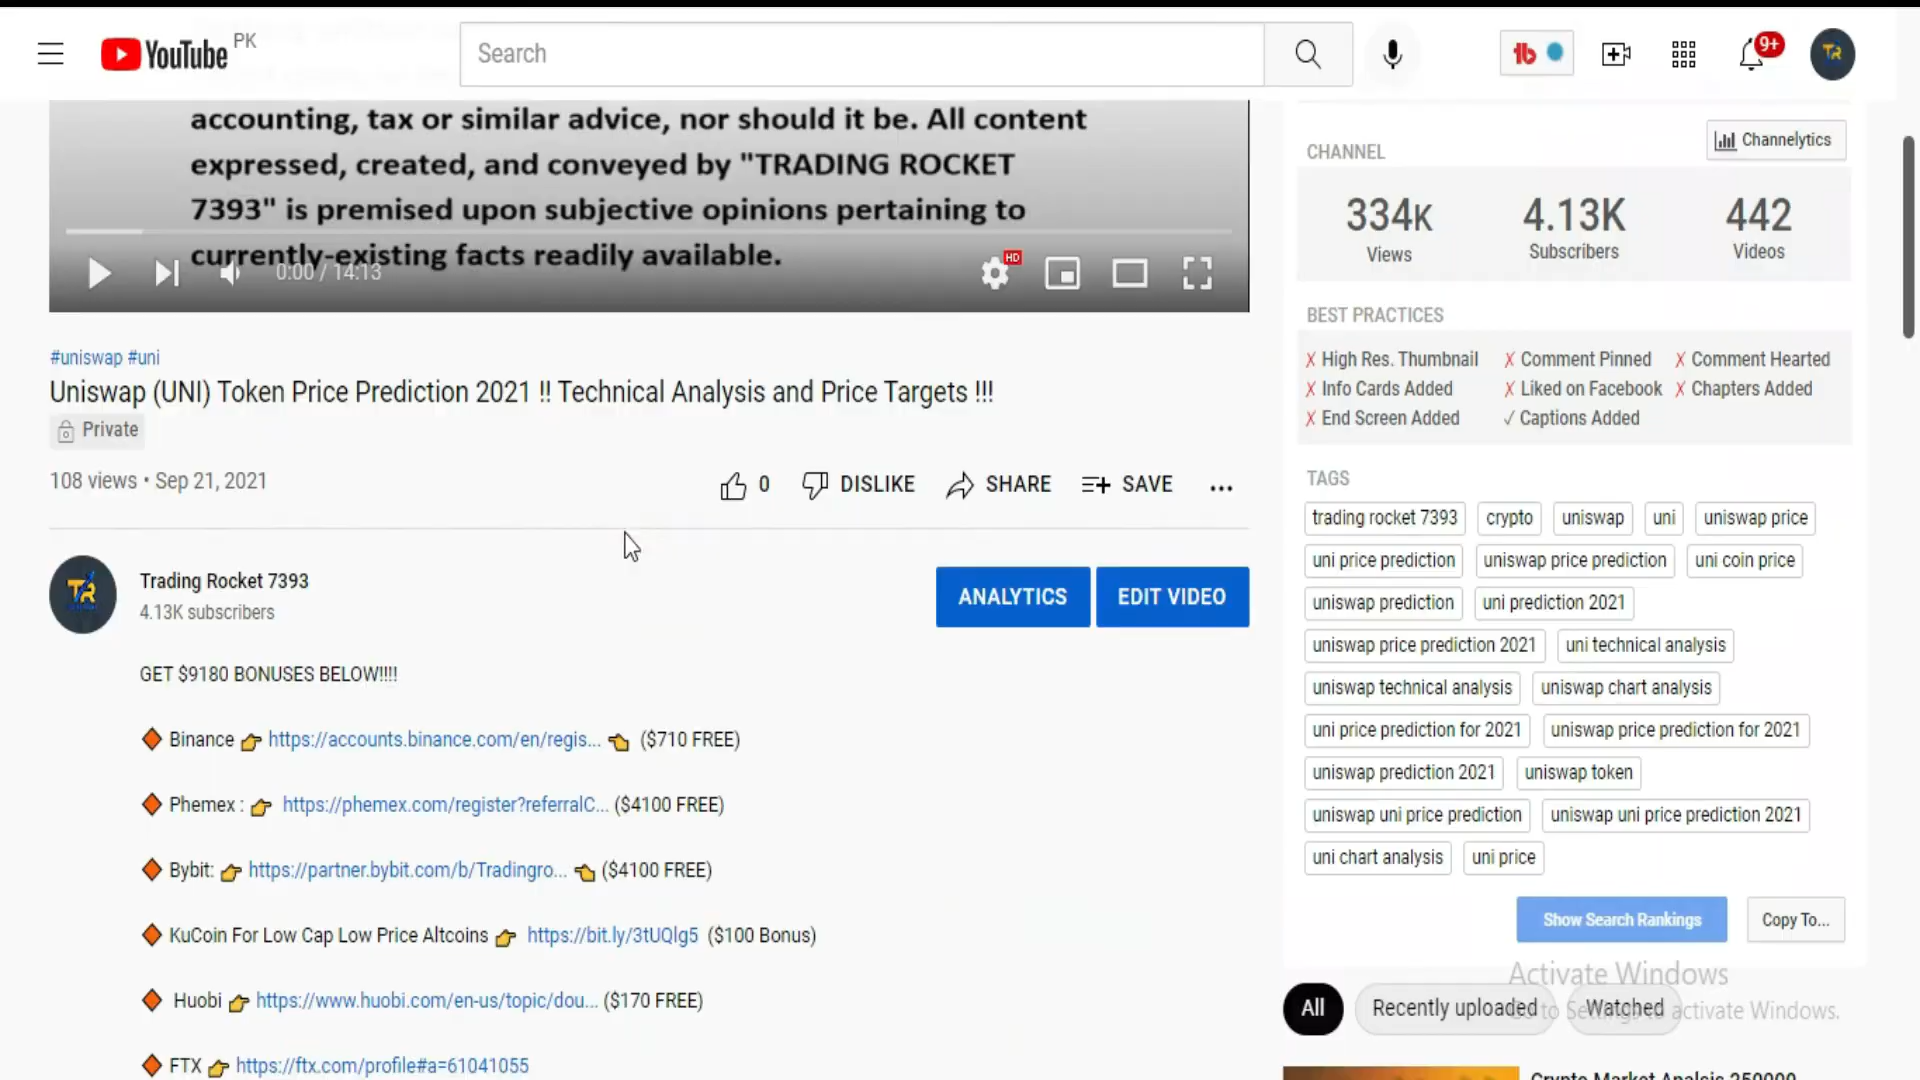 YouTube PK
Search
9+
TR
accounting, tax or similar advice, nor should it be. All content
expressed, created, and conveyed by "TRADING ROCKET
7393" is premised upon subjective opinions pertaining to
currently-existing facts readily available.
0:00 / 14:13
HD
#uniswap #uni
Uniswap (UNI) Token Price Prediction 2021 !! Technical Analysis and Price Targets !!!
Private
108 views • Sep 21, 2021
0 DISLIKE SHARE SAVE ...
TR
Trading Rocket 7393
4.13K subscribers
ANALYTICS EDIT VIDEO
GET $9180 BONUSES BELOW!!!!
Binance https://accounts.binance.com/en/regis... ($710 FREE)
Phemex : https://phemex.com/register?referralC... ($4100 FREE)
Bybit: https://partner.bybit.com/b/Tradingro... ($4100 FREE)
KuCoin For Low Cap Low Price Altcoins https://bit.ly/3tUQlg5 ($100 Bonus)
Huobi https://www.huobi.com/en-us/topic/dou... ($170 FREE)
FTX https://ftx.com/profile#a=61041055
CHANNEL Channelytics
334K 4.13K 442
Views Subscribers Videos
BEST PRACTICES
X High Res. Thumbnail X Comment Pinned X Comment Hearted
X Info Cards Added X Liked on Facebook X Chapters Added
X End Screen Added ✓ Captions Added
TAGS
trading rocket 7393 crypto uniswap uni uniswap price
uni price prediction uniswap price prediction uni coin price
uniswap prediction uni prediction 2021
uniswap price prediction 2021 uni technical analysis
uniswap technical analysis uniswap chart analysis
uni price prediction for 2021 uniswap price prediction for 2021
uniswap prediction 2021 uniswap token
uniswap uni price prediction uniswap uni price prediction 2021
uni chart analysis uni price
Show Search Rankings Copy To...
Activate Windows
Go to Settings to activate Windows.
All Recently uploaded Watched